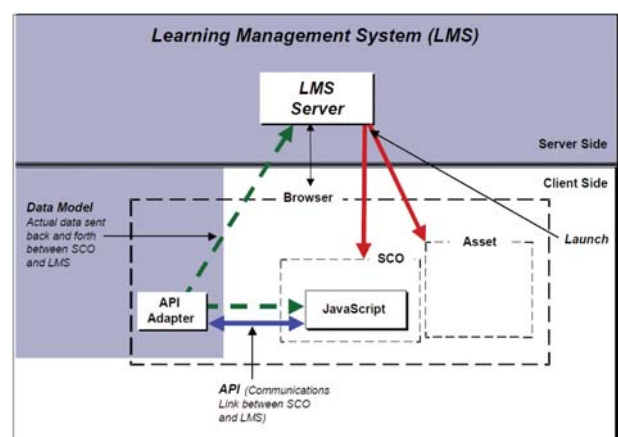 Learning Management System (LMS)
LMS
Server
Server Side
Client Side
Data Model
Actual data sent
back and forth
between SCO
and LMS
Browser
Launch
SCO
Asset
API
Adapter
JavaScript
API (Communications
Link between SCO
and LMS)